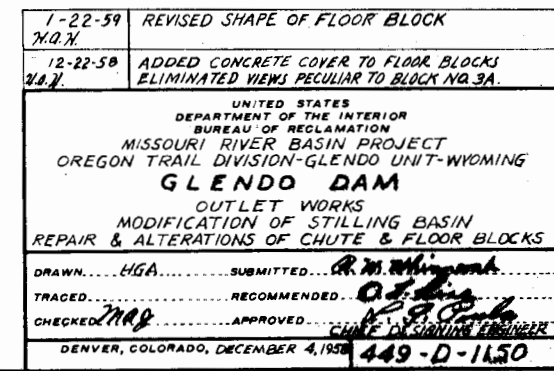 1-22-59 REVISED SHAPE OF FLOOR BLOCK
H.O.H.
12-22-58 ADDED CONCRETE COVER TO FLOOR BLOCKS
H.O.H. ELIMINATED VIEWS PECULIAR TO BLOCK NO. 3A.
UNITED STATES
DEPARTMENT OF THE INTERIOR
BUREAU OF RECLAMATION
MISSOURI RIVER BASIN PROJECT
OREGON TRAIL DIVISION-GLENDO UNIT-WYOMING
GLENDO DAM
OUTLET WORKS
MODIFICATION OF STILLING BASIN
REPAIR & ALTERATIONS OF CHUTE & FLOOR BLOCKS
DRAWN.....HGA..........SUBMITTED
TRACED..........RECOMMENDED
CHECKED APPROVED
CHIEF DESIGNING ENGINEER
DENVER, COLORADO, DECEMBER 4, 1958 449-D-1150